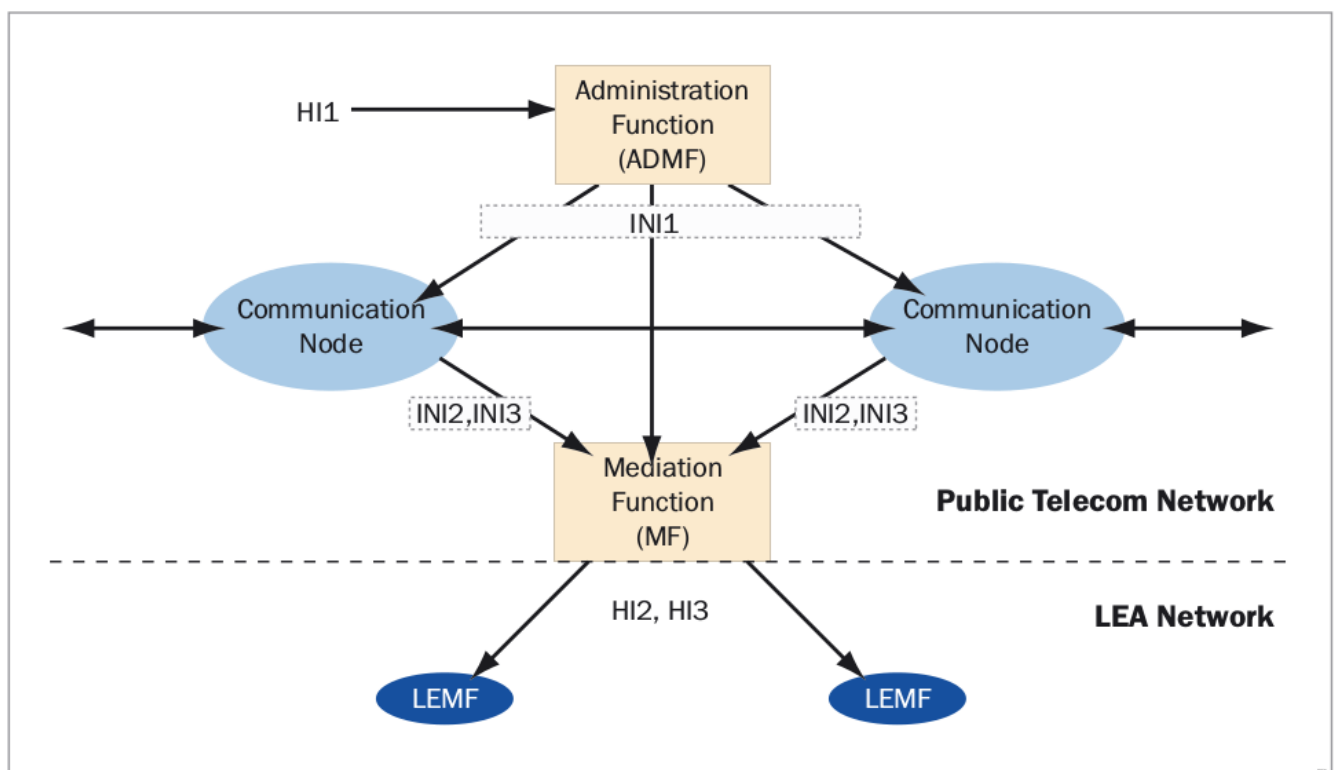 HI1
Administration
Function
(ADMF)
INI1
Communication
Node
Communication
Node
INI2,INI3
INI2,INI3
Mediation
Function
(MF)
Public Telecom Network
HI2, HI3
LEA Network
LEMF
LEMF